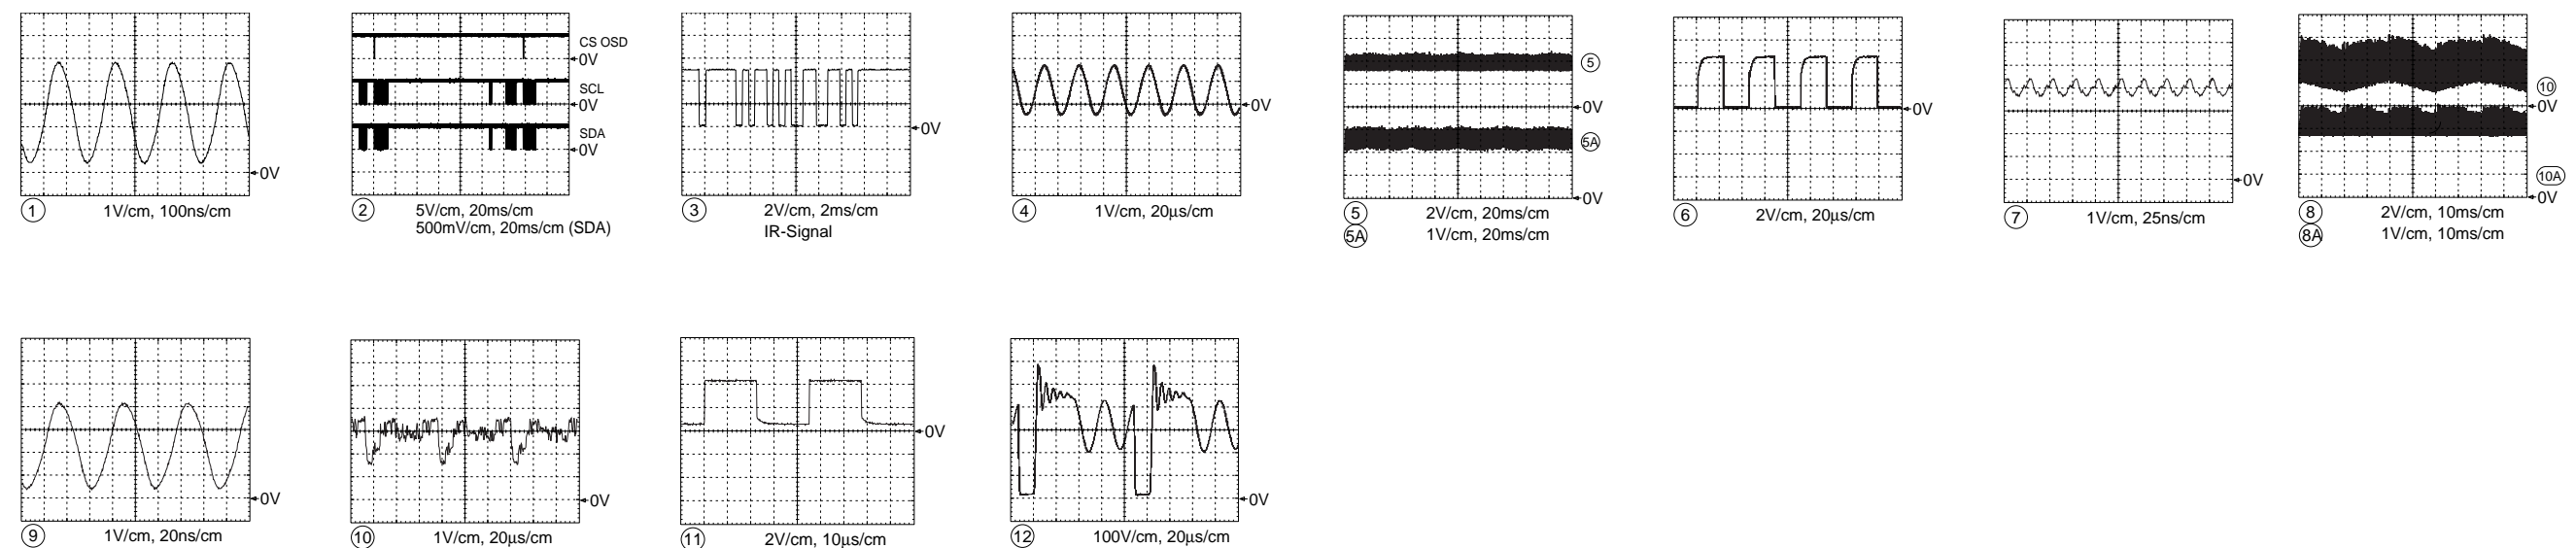 CS OSD
0V
SCL
0V
SDA
0V
0V
1 1V/cm, 100ns/cm
2 5V/cm, 20ms/cm
500mV/cm, 20ms/cm (SDA)
0V
3 2V/cm, 2ms/cm
IR-Signal
0V
4 1V/cm, 20µs/cm
5
0V
5A
0V
5 2V/cm, 20ms/cm
5A 1V/cm, 20ms/cm
0V
6 2V/cm, 20µs/cm
0V
7 1V/cm, 25ns/cm
10
0V
10A
0V
8 2V/cm, 10ms/cm
8A 1V/cm, 10ms/cm
0V
9 1V/cm, 20ns/cm
0V
10 1V/cm, 20µs/cm
0V
11 2V/cm, 10µs/cm
0V
12 100V/cm, 20µs/cm